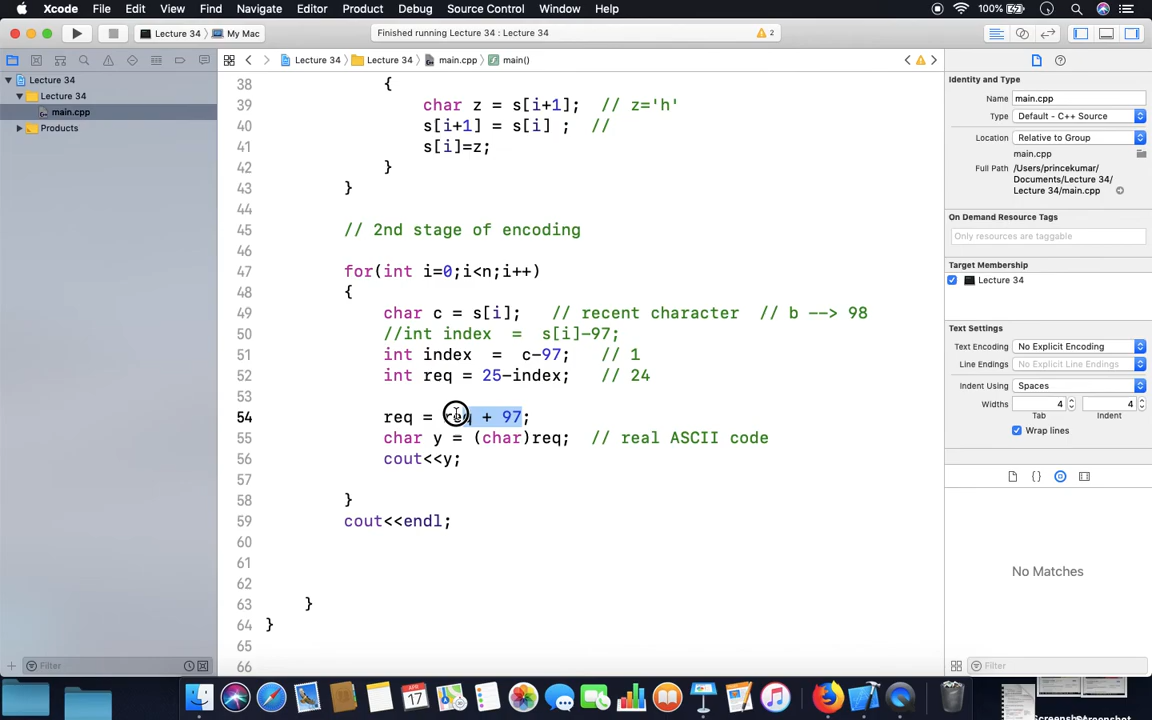 Xcode File Edit View Find Navigate Editor Product Debug Source Control Window Help 100%
Lecture 34 My Mac Finished running Lecture 34 : Lecture 34 2
Lecture 34 Lecture 34 main.cpp main()
Lecture 34
Lecture 34
main.cpp
Products
Filter
38 {
39 char z = s[i+1]; // z='h'
40 s[i+1] = s[i] ; //
41 s[i]=z;
42 }
43 }
44
45 // 2nd stage of encoding
46
47 for(int i=0;i<n;i++)
48 {
49 char c = s[i]; // recent character // b --> 98
50 //int index = s[i]-97;
51 int index = c-97; // 1
52 int req = 25-index; // 24
53
54 req = req + 97;
55 char y = (char)req; // real ASCII code
56 cout<<y;
57
58 }
59 cout<<endl;
60
61
62
63 }
64 }
65
66
Identity and Type
Name main.cpp
Type Default - C++ Source
Location Relative to Group
main.cpp
Full Path /Users/princekumar/
Documents/Lecture 34/
Lecture 34/main.cpp
On Demand Resource Tags
Only resources are taggable
Target Membership
Lecture 34
Text Settings
Text Encoding No Explicit Encoding
Line Endings No Explicit Line Endings
Indent Using Spaces
Widths 4 4
Tab Indent
Wrap lines
No Matches
Filter
APR
17